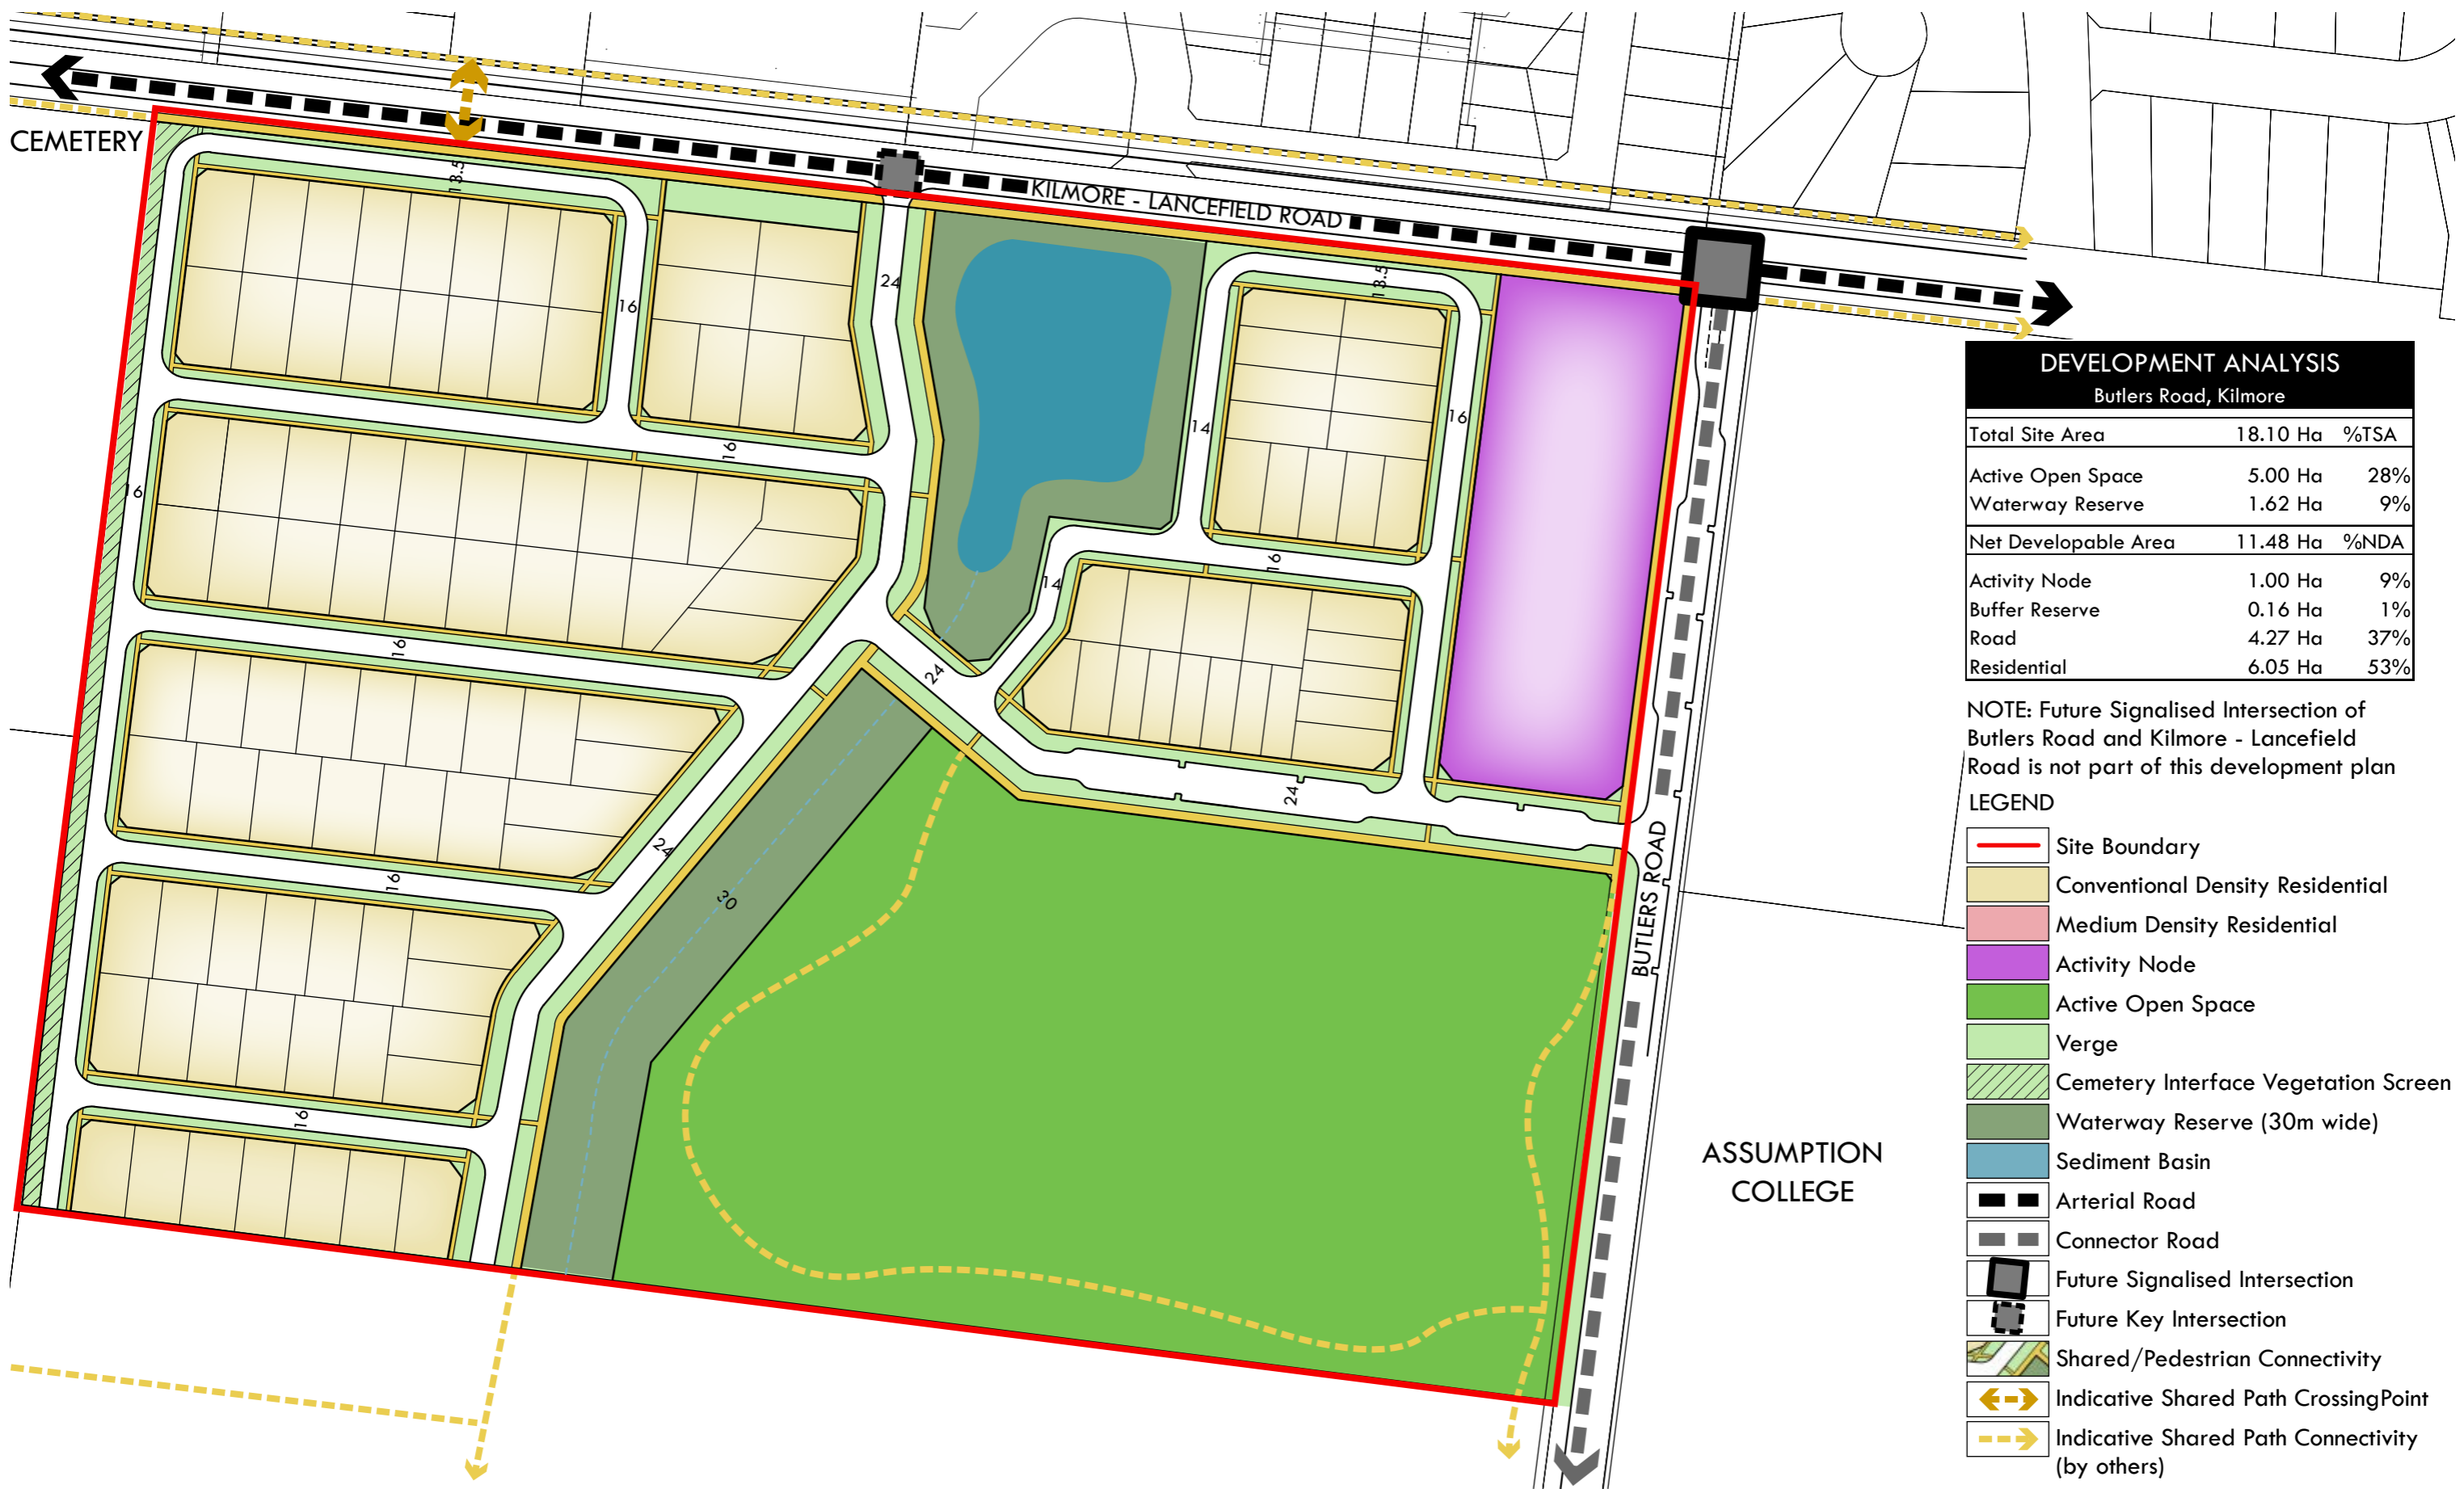 CEMETERY
KILMORE - LANCEFIELD ROAD
13.5
13.5
24
16
16
16
14
16
14
16
16
24
16
24
24
16
30
16
BUTLERS ROAD
ASSUMPTION
COLLEGE
DEVELOPMENT ANALYSIS
Butlers Road, Kilmore
Total Site Area 18.10 Ha %TSA
Active Open Space 5.00 Ha 28%
Waterway Reserve 1.62 Ha 9%
Net Developable Area 11.48 Ha %NDA
Activity Node 1.00 Ha 9%
Buffer Reserve 0.16 Ha 1%
Road 4.27 Ha 37%
Residential 6.05 Ha 53%
NOTE: Future Signalised Intersection of
Butlers Road and Kilmore - Lancefield
Road is not part of this development plan
LEGEND
Site Boundary
Conventional Density Residential
Medium Density Residential
Activity Node
Active Open Space
Verge
Cemetery Interface Vegetation Screen
Waterway Reserve (30m wide)
Sediment Basin
Arterial Road
Connector Road
Future Signalised Intersection
Future Key Intersection
Shared/Pedestrian Connectivity
Indicative Shared Path CrossingPoint
Indicative Shared Path Connectivity
(by others)